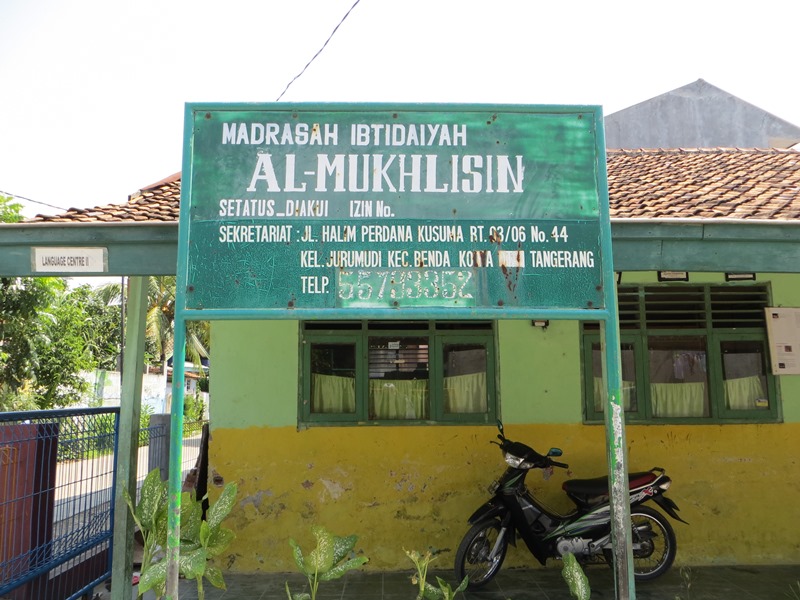 MADRASAH IBTIDAIYAH
AL-MUKHLISIN
SETATUS_DIAKUI IZIN No.
SEKRETARIAT : JL. HALIM PERDANA KUSUMA RT. 03/06 No. 44
KEL. JURUMUDI KEC. BENDA KOTA TANGERANG
TELP.
LANGUAGE CENTRE II